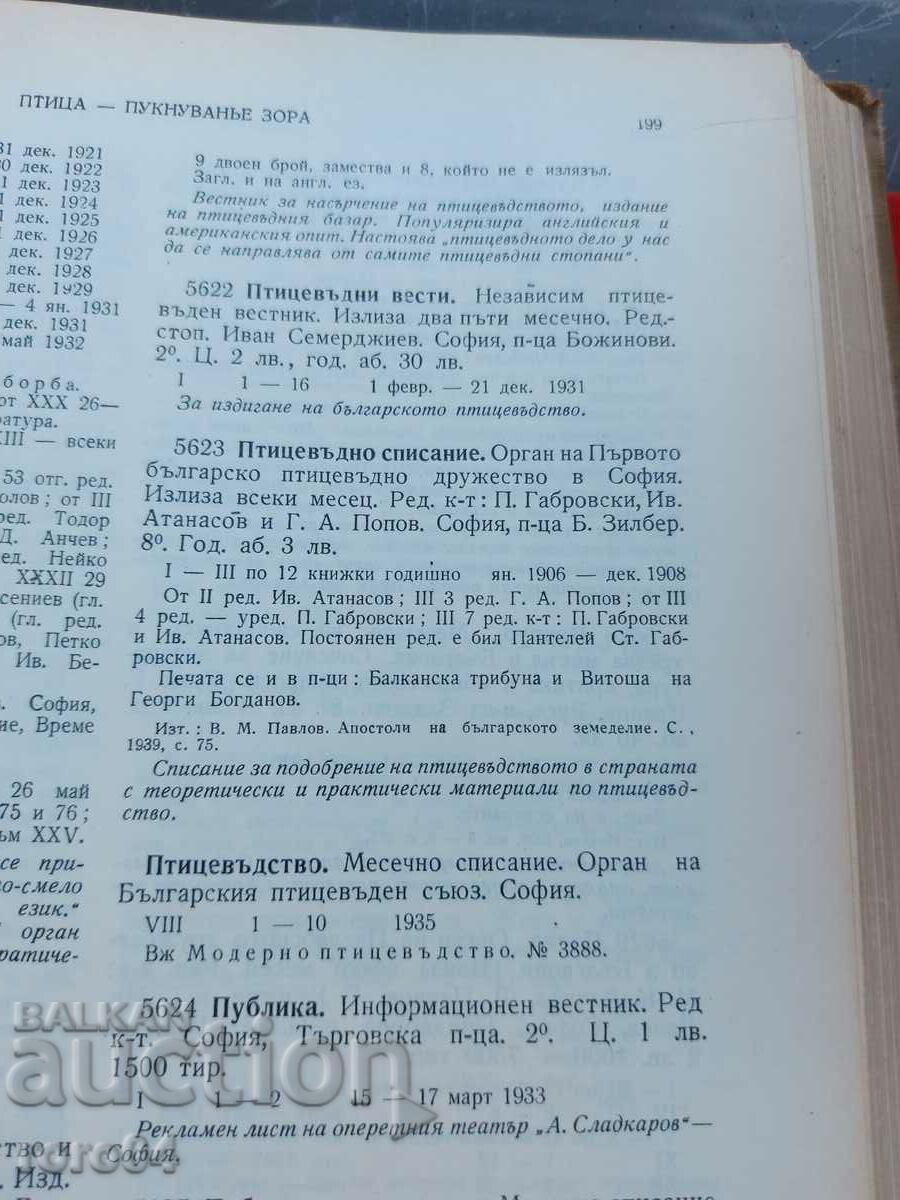 ПТИЦА — ПУКНУВАНЬЕ ЗОРА
199
31 дек. 1921
30 дек. 1922
1 дек. 1923
1 дек. 1924
1 дек. 1925
1 дек. 1926
дек. 1927
дек. 1928
дек. 1929
— 4 ян. 1931
дек. 1931
май 1932
борба.
от XXX 26—
ратура.
XIII — всеки
53 отг. ред.
олов; от III
ред. Тодор
Д. Анчев;
ед. Нейко
XXXII 29
сениев (гл.
(гл. ред.
ов, Петко
Ив. Бе-
. София,
ие, Време
26 май
75 и 76;
ъм XXV.
се при-
о-смело
език.“
орган
ратиче-
ство и
. Изд.
9 двоен брой, замества и 8, който не е излязъл.
Загл. и на англ. ез.
Вестник за насърчение на птицевъдството, издание
на птицевъдния базар. Популяризира английския и
американския опит. Настоява „птицевъдното дело у нас
да се направлява от самите птицевъдни стопани“.
5622 Птицевъдни вести. Независим птице-
въден вестник. Излиза два пъти месечно. Ред.-
стоп. Иван Семерджиев. София, п-ца Божинови.
2⁰. Ц. 2 лв., год. аб. 30 лв.
I 1 — 16 1 февр. — 21 дек. 1931
За издигане на българското птицевъдство.
5623 Птицевъдно списание. Орган на Първото
българско птицевъдно дружество в София.
Излиза всеки месец. Ред. к-т: П. Габровски, Ив.
Атанасов и Г. А. Попов. София, п-ца Б. Зилбер.
8⁰. Год. аб. 3 лв.
I — III по 12 книжки годишно ян. 1906 — дек. 1908
От II ред. Ив. Атанасов; III 3 ред. Г. А. Попов; от III
4 ред. — уред. П. Габровски; III 7 ред. к-т: П. Габровски
и Ив. Атанасов. Постоянен ред. е бил Пантелей Ст. Габ-
ровски.
Печата се и в п-ци: Балканска трибуна и Витоша на
Георги Богданов.
Изт.: В. М. Павлов. Апостоли на българското земеделие. С.,
1939, с. 75.
Списание за подобрение на птицевъдството в страната
с теоретически и практически материали по птицевъд-
ство.
Птицевъдство. Месечно списание. Орган на
Българския птицевъден съюз. София.
VIII 1 — 10 1935
Вж Модерно птицевъдство. № 3888.
5624 Публика. Информационен вестник. Ред
к-т. София, Търговска п-ца. 2⁰. Ц. 1 лв.
1500 тир.
I 1 — 2 15 — 17 март 1933
Рекламен лист на оперетния театър „А. Сладкаров“—
София.
BALKAN
auction
toro84